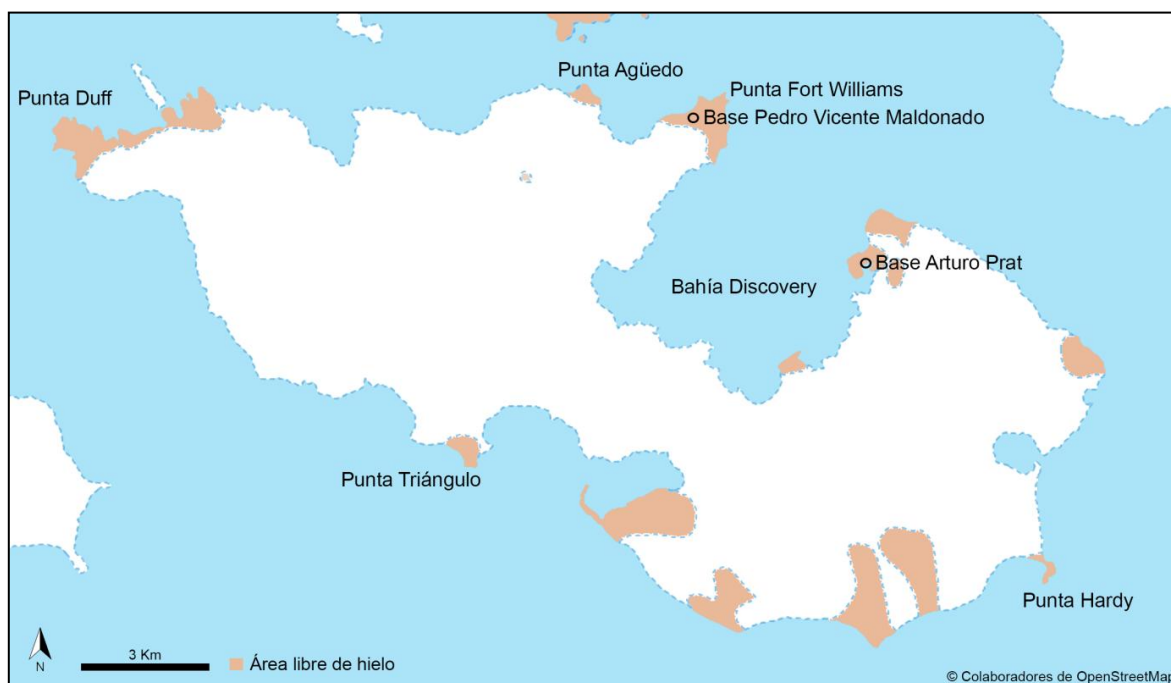 Punta Agüedo
Punta Duff
Punta Fort Williams
Base Pedro Vicente Maldonado
Base Arturo Prat
Bahía Discovery
Punta Triángulo
Punta Hardy
N
3 Km
Área libre de hielo
© Colaboradores de OpenStreetMap